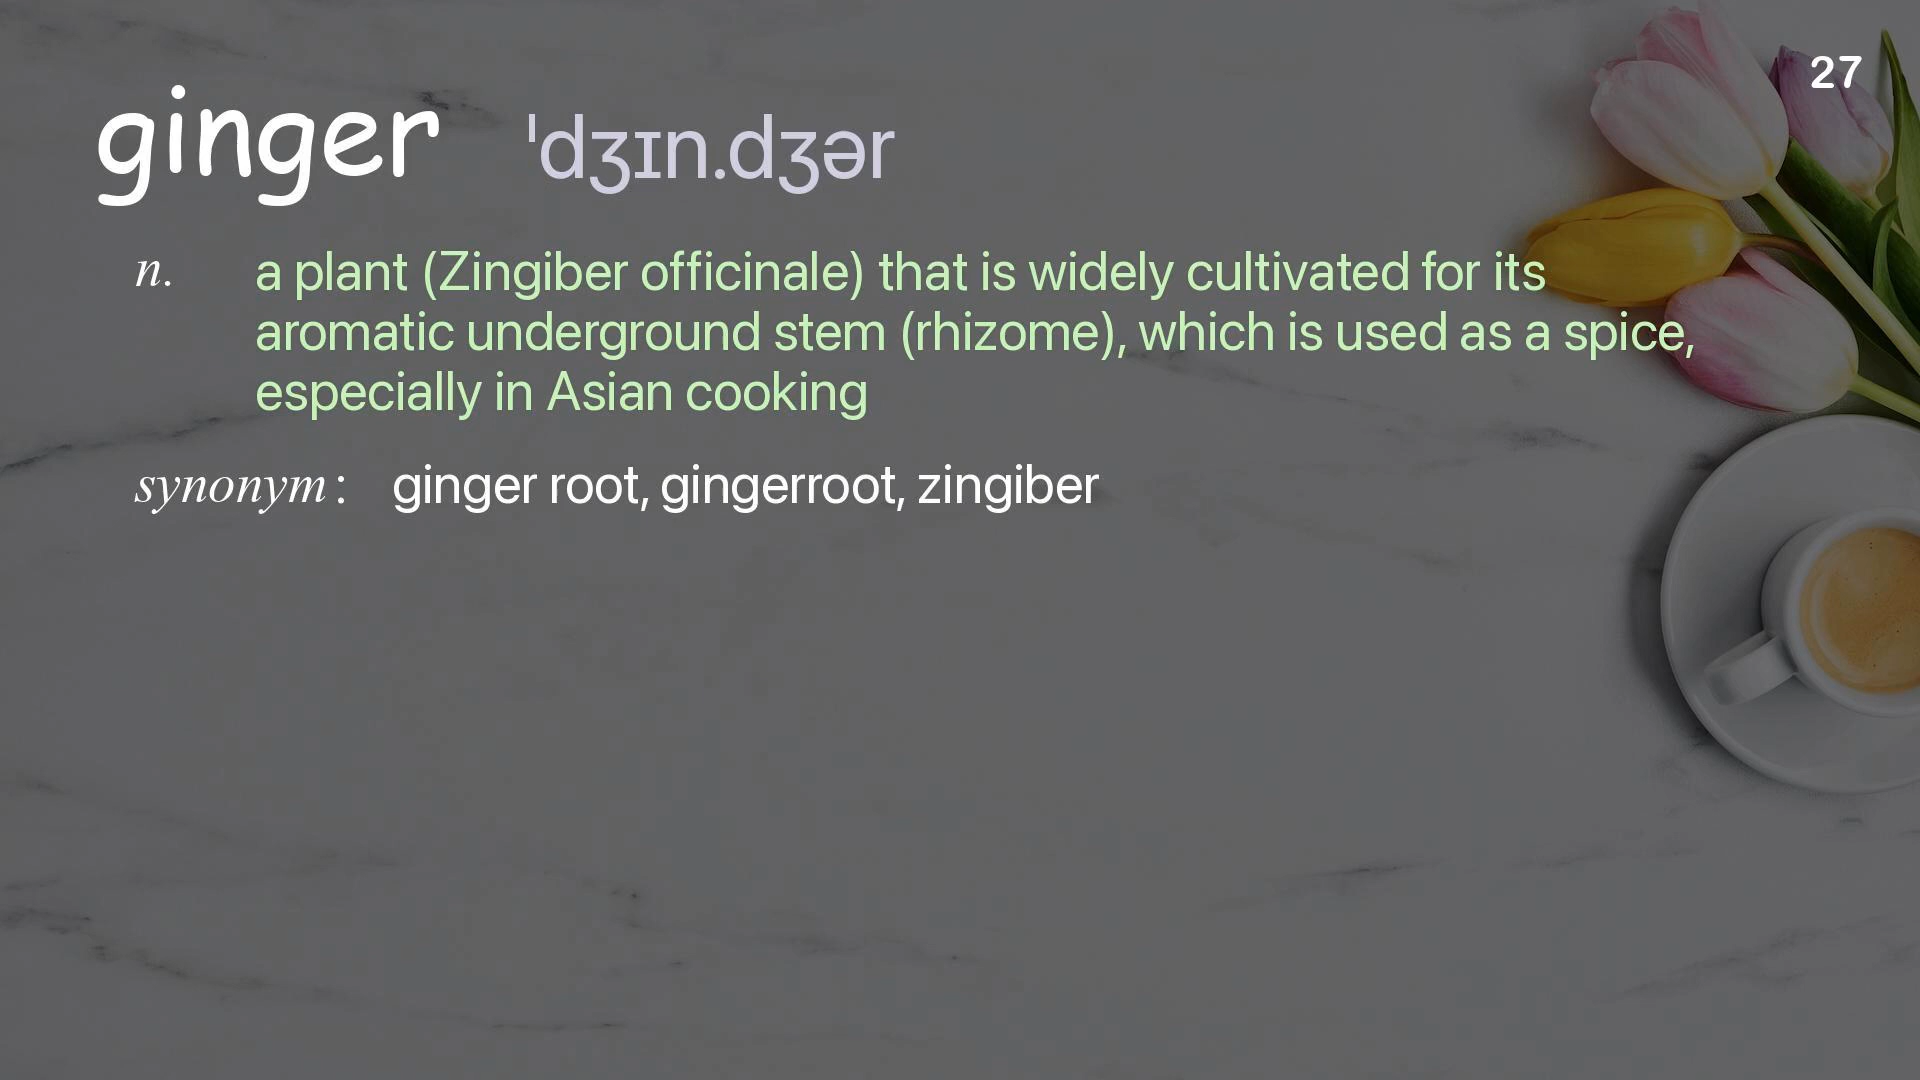 27
ginger ˈdʒɪn.dʒər
n. a plant (Zingiber officinale) that is widely cultivated for its
aromatic underground stem (rhizome), which is used as a spice,
especially in Asian cooking
synonym : ginger root, gingerroot, zingiber